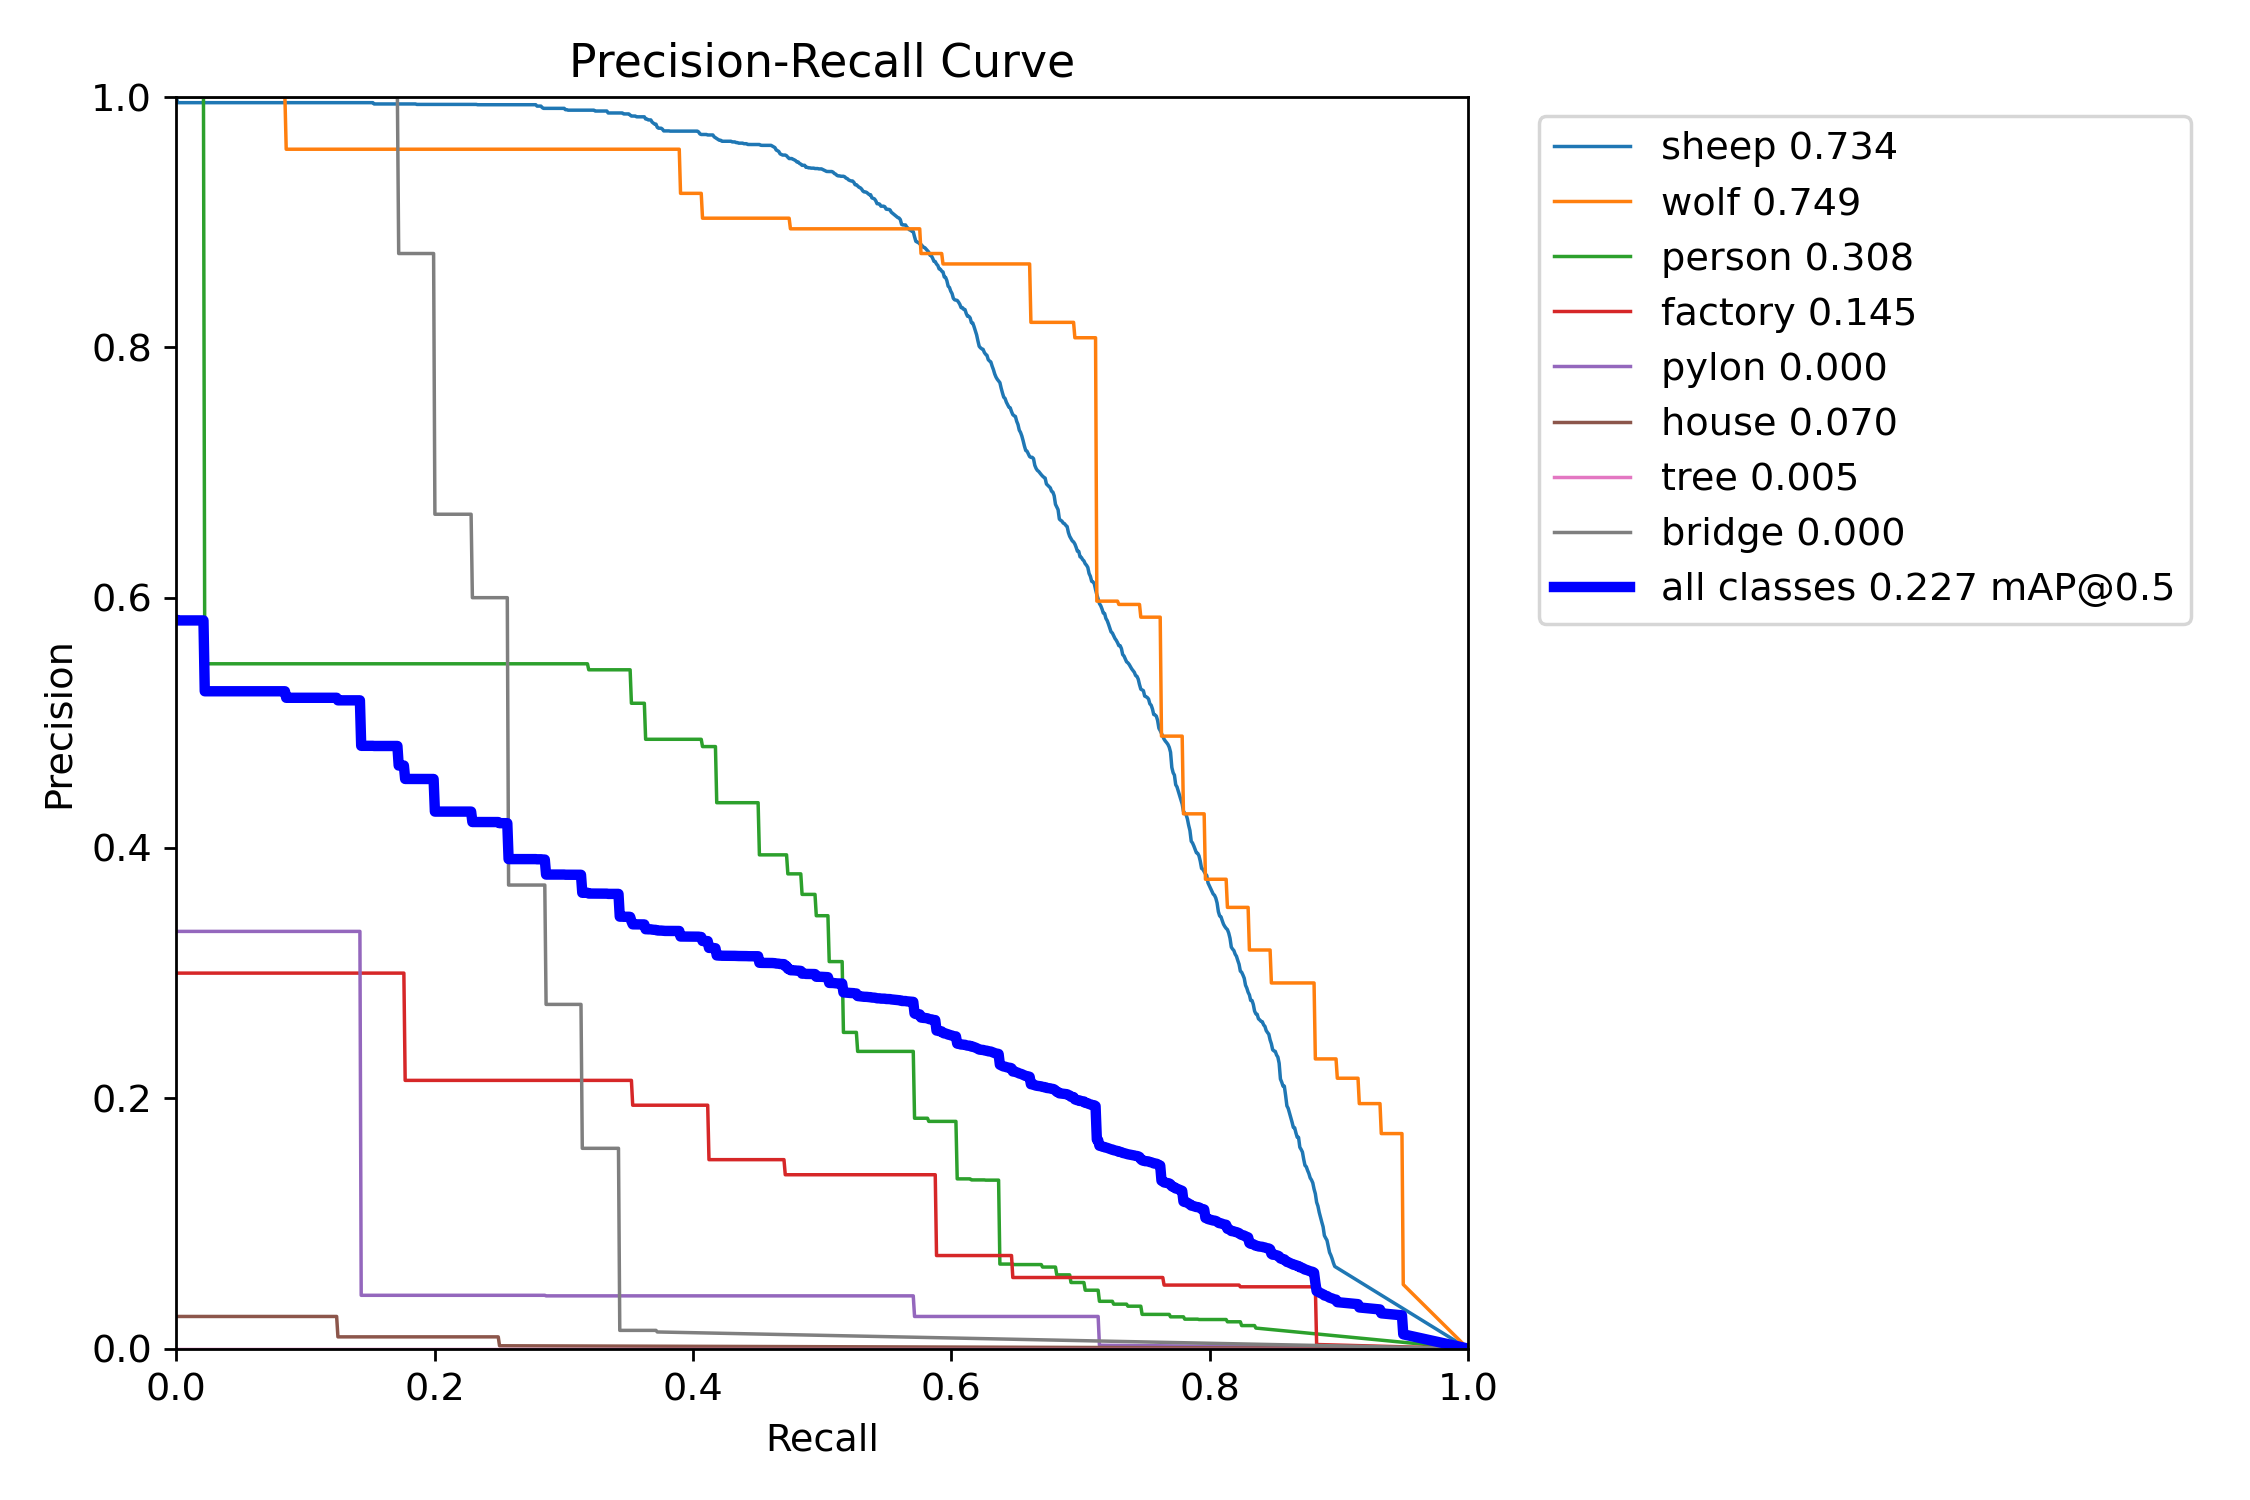 Precision-Recall Curve
1.0
0.8
0.6
0.4
0.2
0.0
Precision
0.0 0.2 0.4 0.6 0.8 1.0
Recall
sheep 0.734
wolf 0.749
person 0.308
factory 0.145
pylon 0.000
house 0.070
tree 0.005
bridge 0.000
all classes 0.227 mAP@0.5